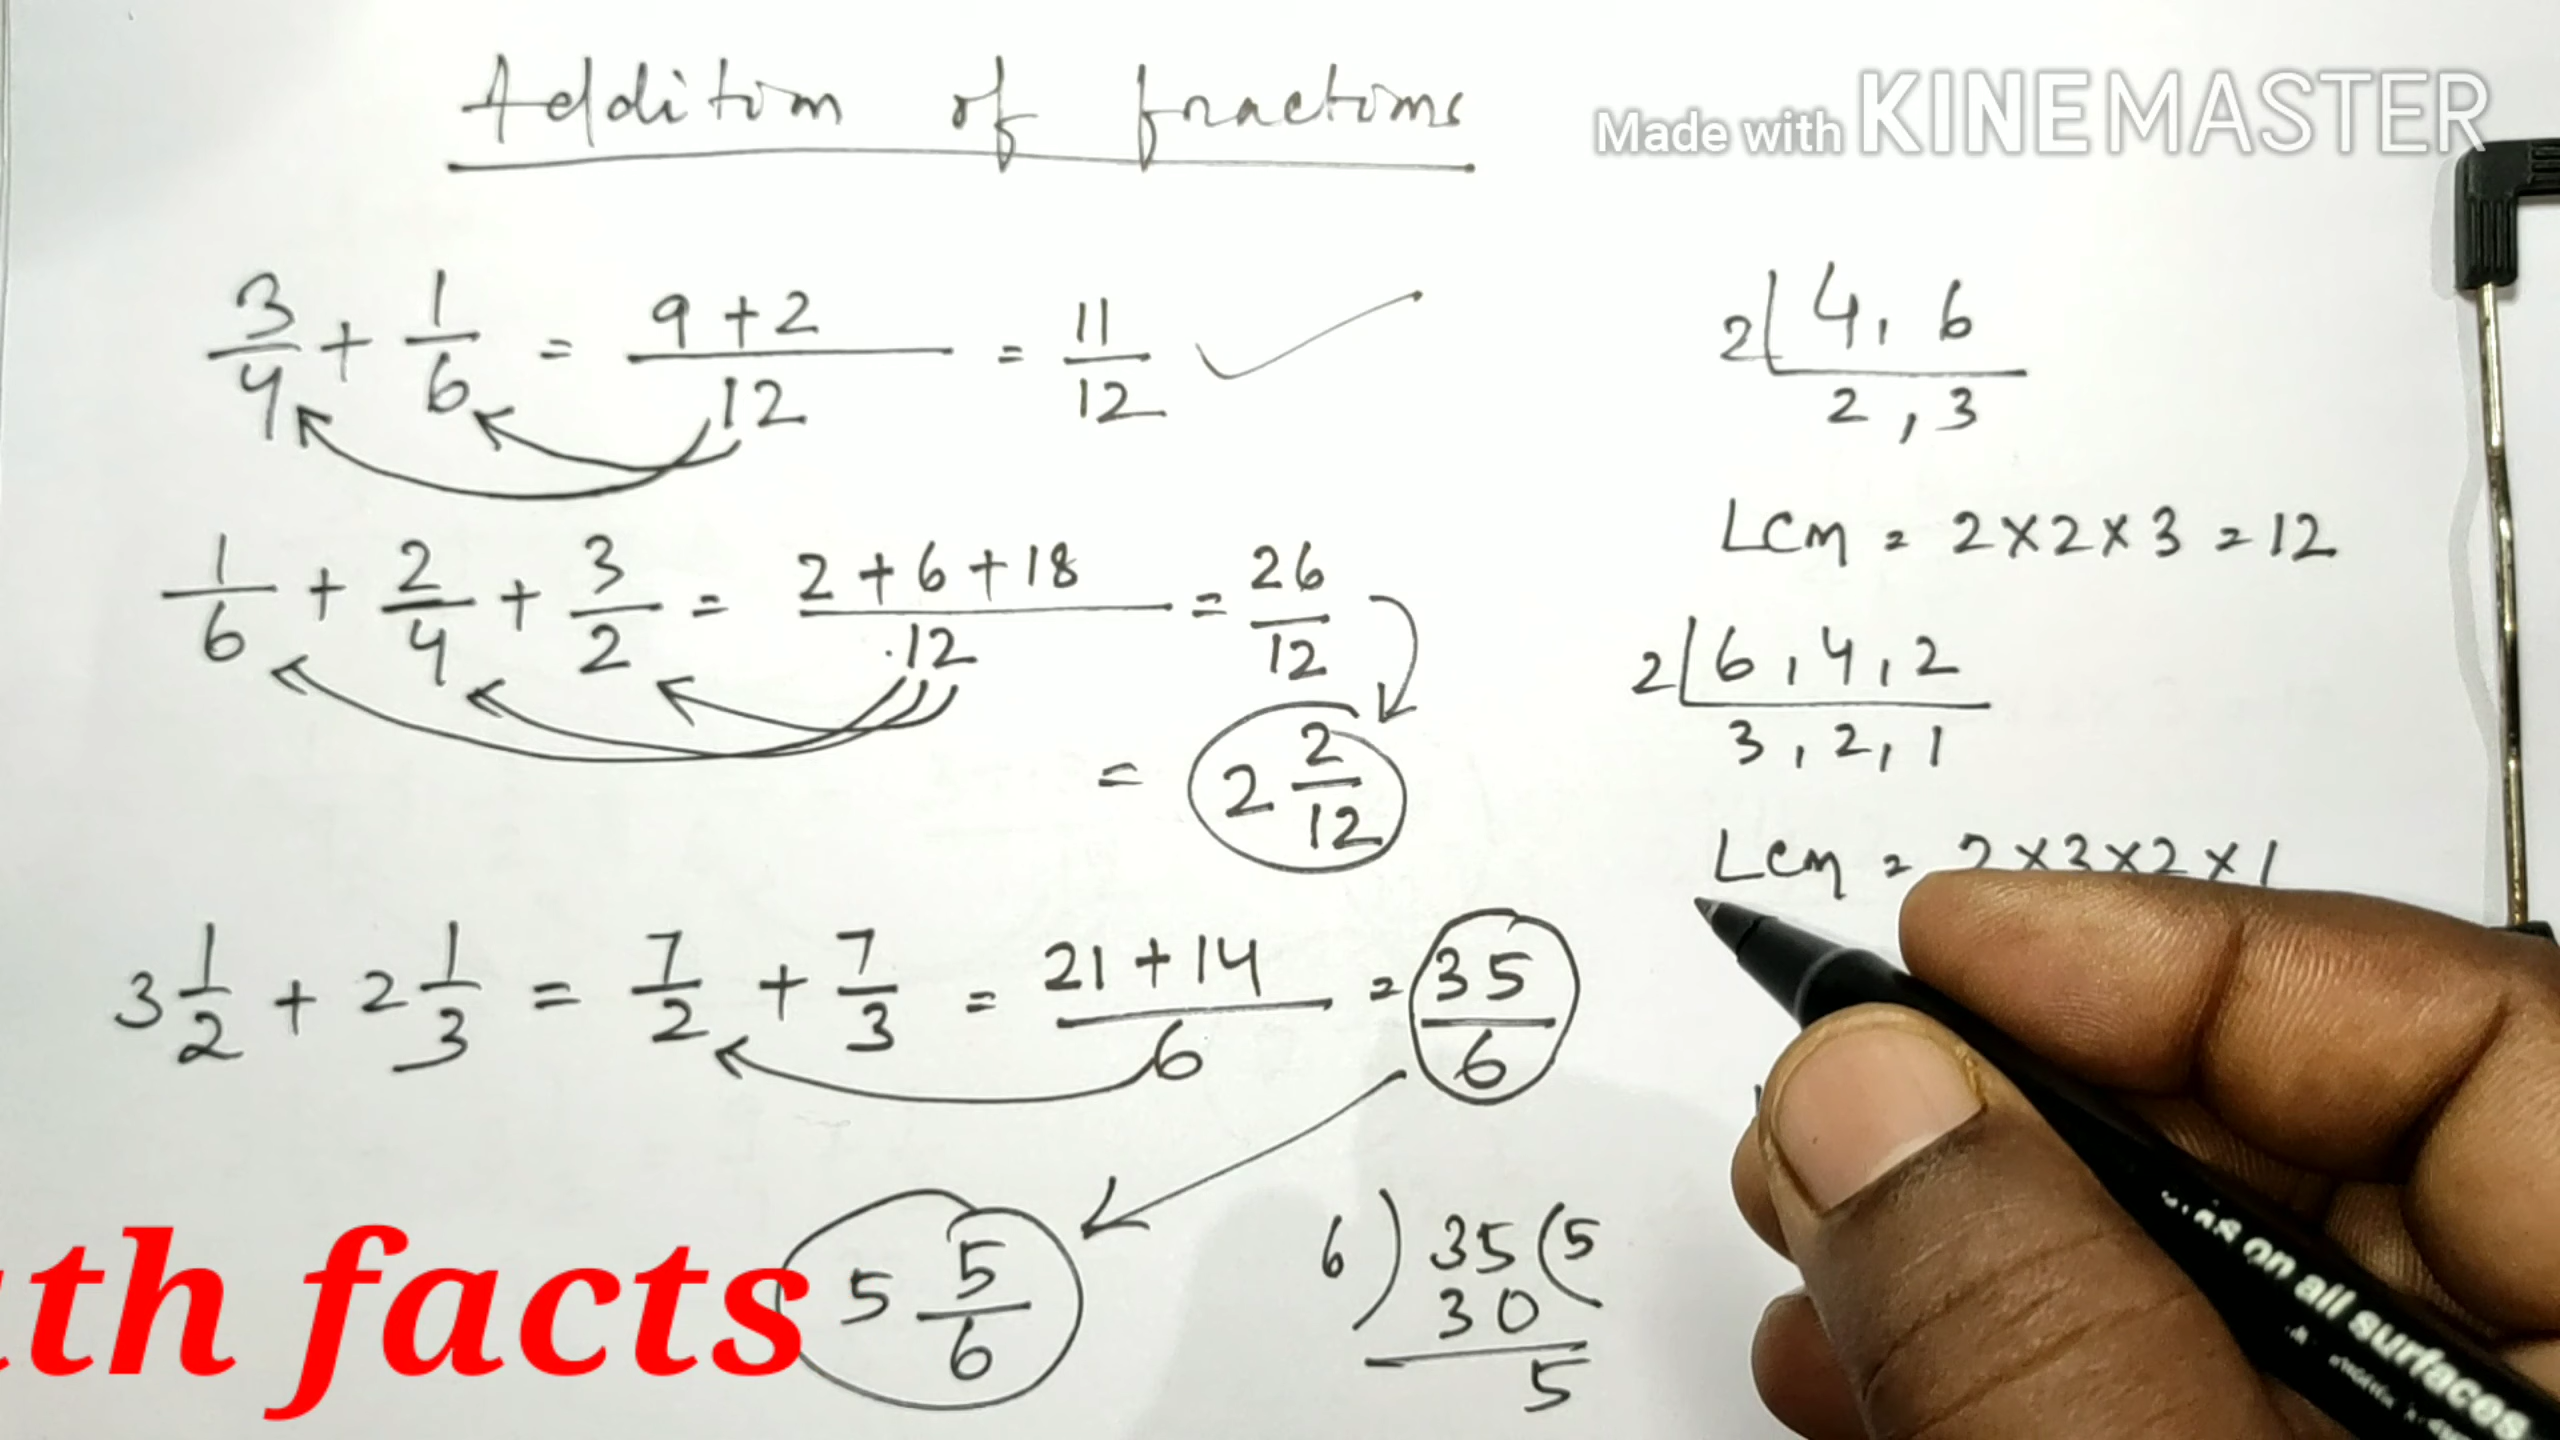 Addition of fractions
Made with KINEMASTER
3/4 + 1/6 = (9 + 2)/12 = 11/12 ✓
2 | 4, 6
2, 3
LCM = 2 × 2 × 3 = 12
1/6 + 2/4 + 3/2 = (2 + 6 + 18)/12 = 26/12
= 2 2/12
2 | 6, 4, 2
3, 2, 1
LCM = 2 × 3 × 2 × 1
3 1/2 + 2 1/3 = 7/2 + 7/3 = (21 + 14)/6 = 35/6
5 5/6
6 ) 35 ( 5
30
5
th facts
on all surfaces